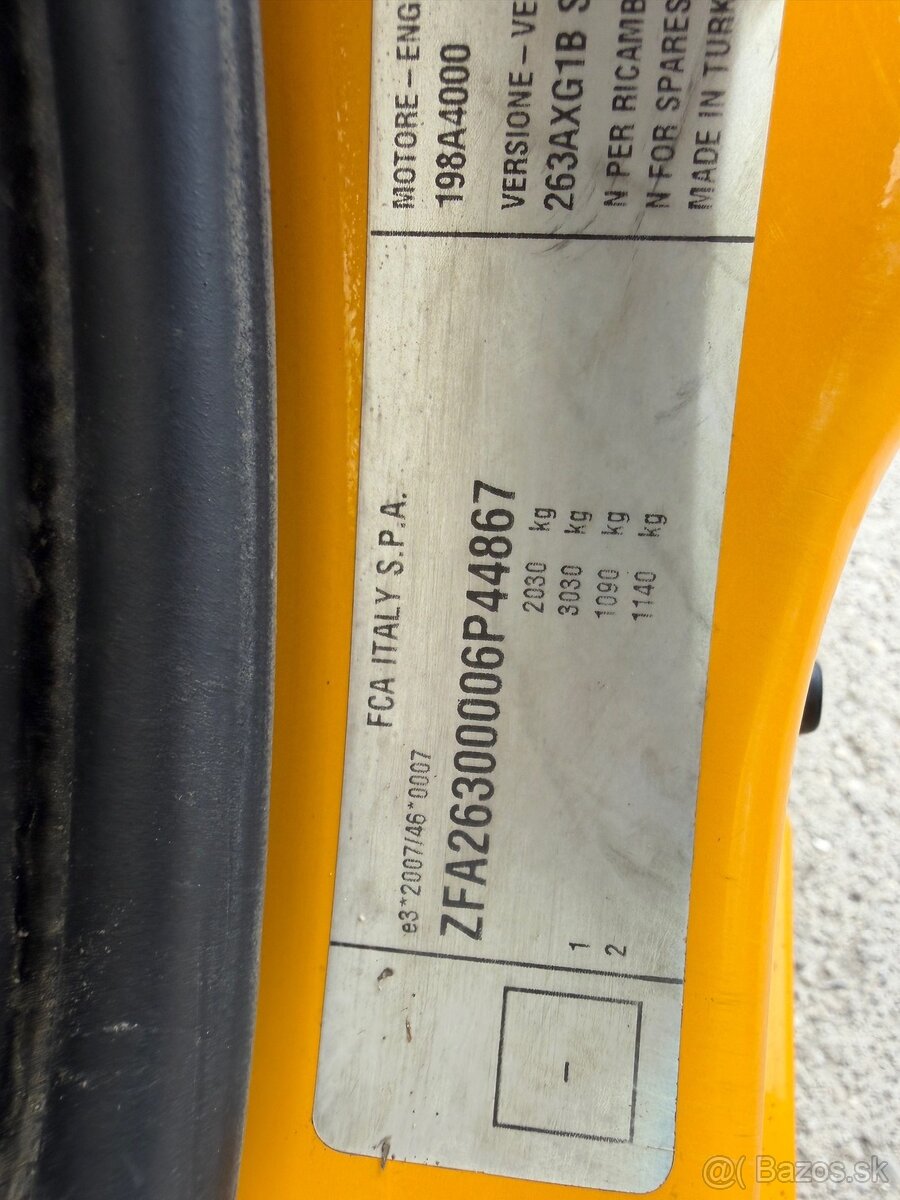 FCA ITALY S.P.A.
e3*2007/46*0007
ZFA26300006P44867
2030 kg
3030 kg
1 1090 kg
2 1140 kg
-
MOTORE - ENG
198A4000
VERSIONE - VE
263AXG1B S
N PER RICAMB
N FOR SPARES
MADE IN TURK
@( Bazos.sk